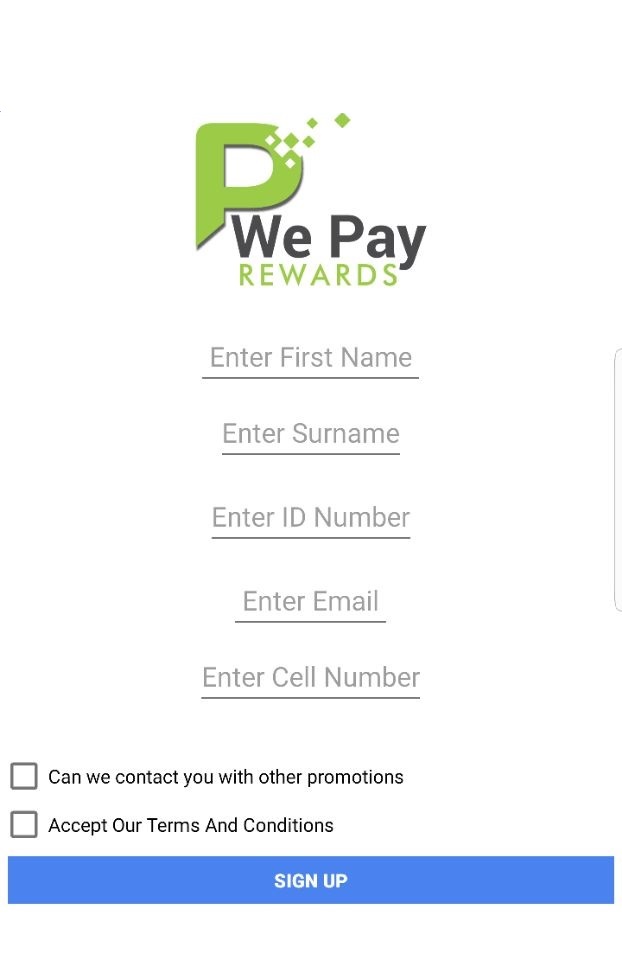 We Pay
REWARDS
Enter First Name
Enter Surname
Enter ID Number
Enter Email
Enter Cell Number
Can we contact you with other promotions
Accept Our Terms And Conditions
SIGN UP